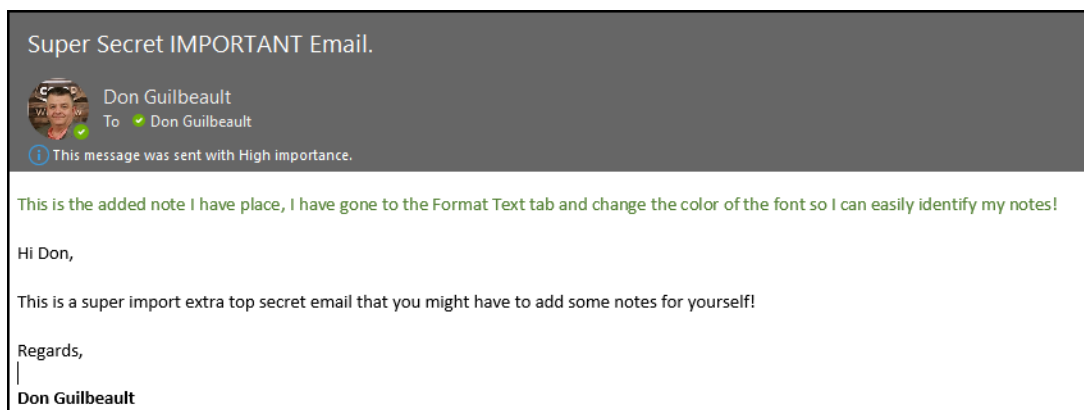 Super Secret IMPORTANT Email.
Don Guilbeault
To Don Guilbeault
This message was sent with High importance.
This is the added note I have place, I have gone to the Format Text tab and change the color of the font so I can easily identify my notes!
Hi Don,
This is a super import extra top secret email that you might have to add some notes for yourself!
Regards,
Don Guilbeault